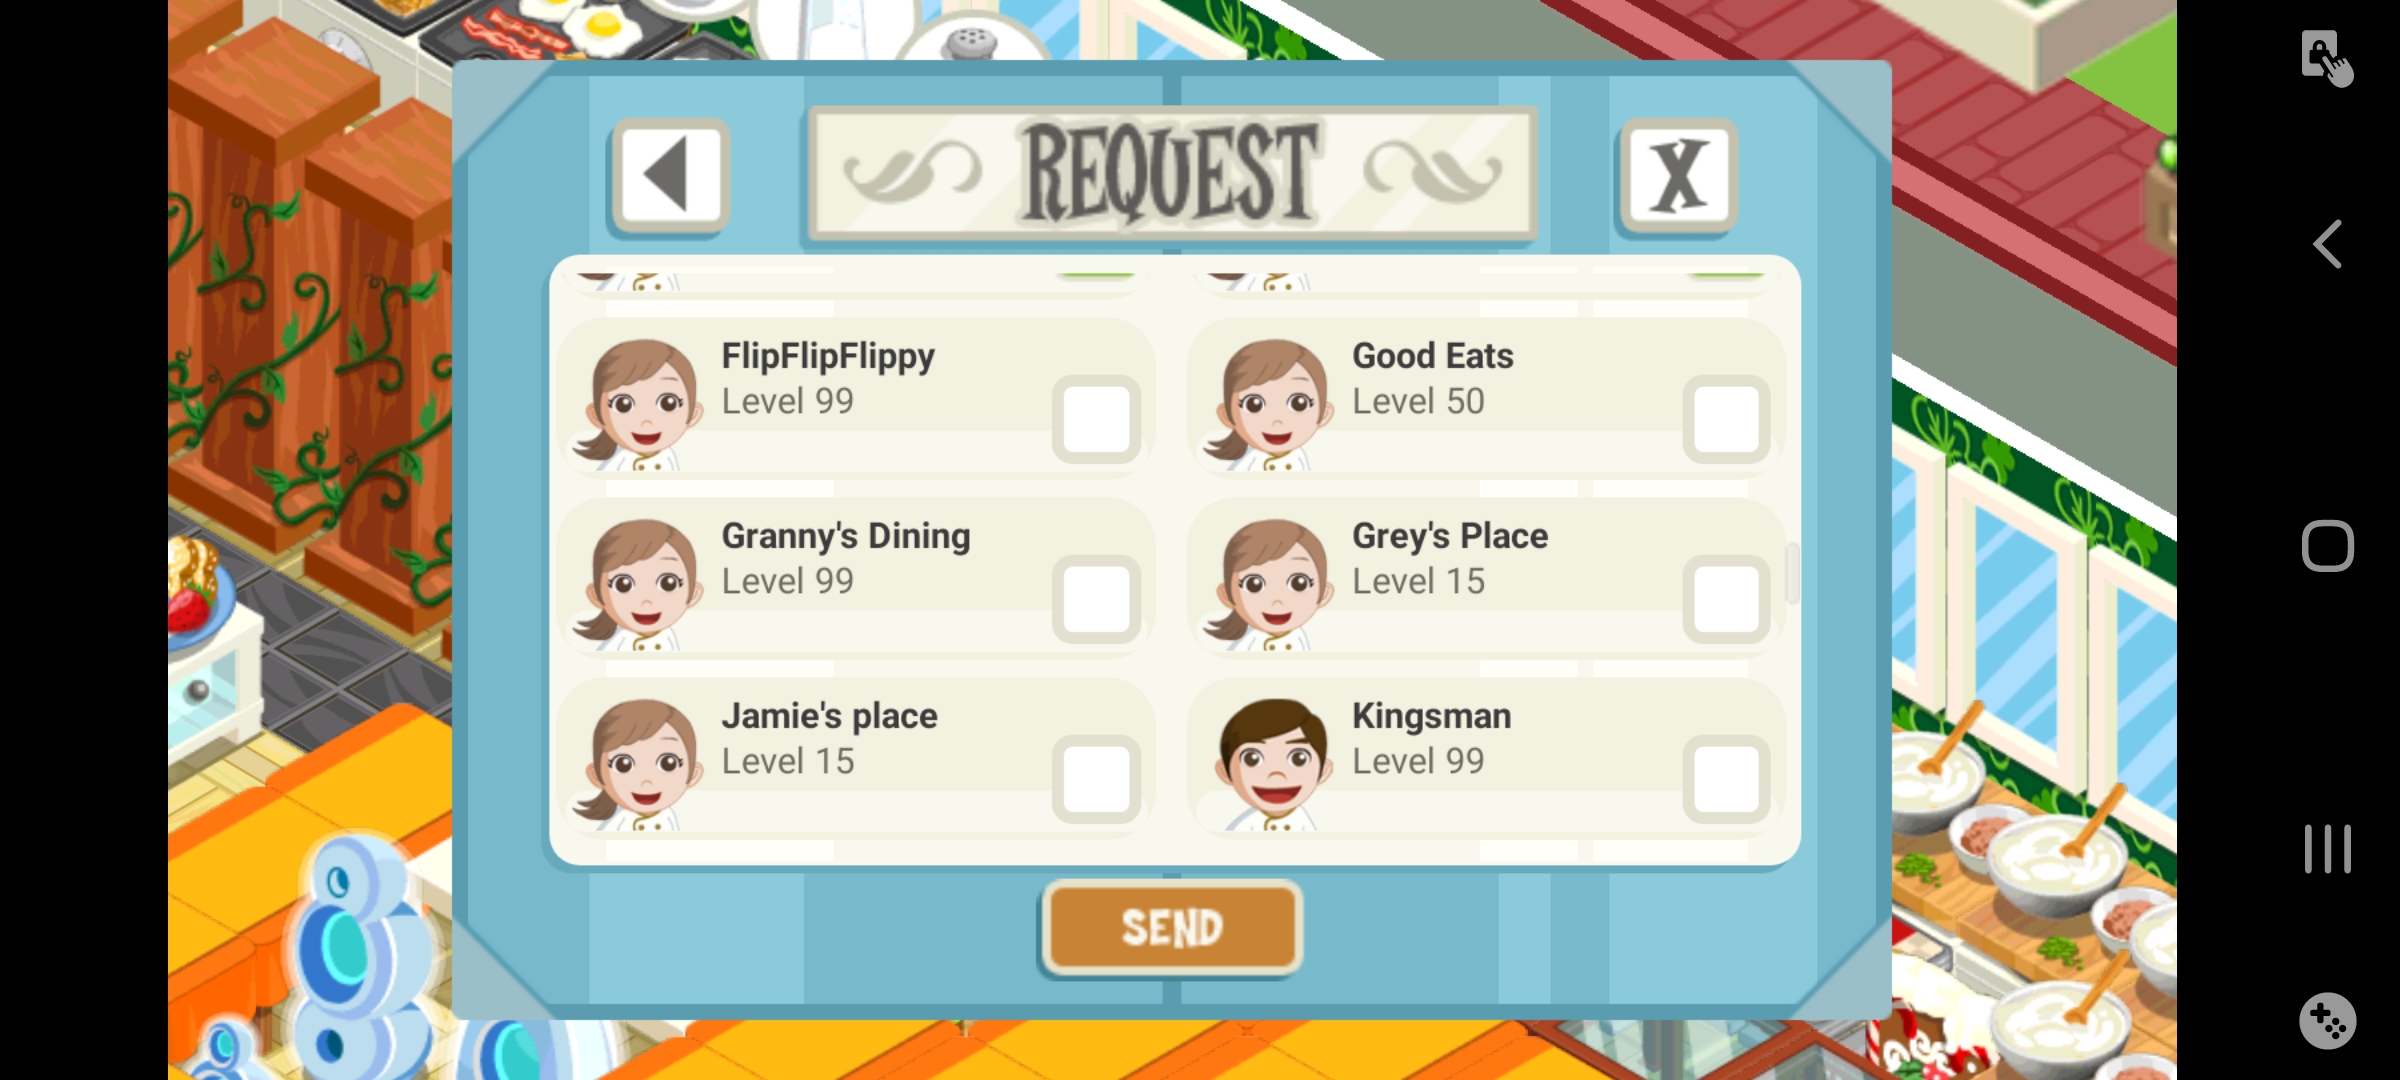 REQUEST
X
FlipFlipFlippy
Level 99
Good Eats
Level 50
Granny's Dining
Level 99
Grey's Place
Level 15
Jamie's place
Level 15
Kingsman
Level 99
SEND